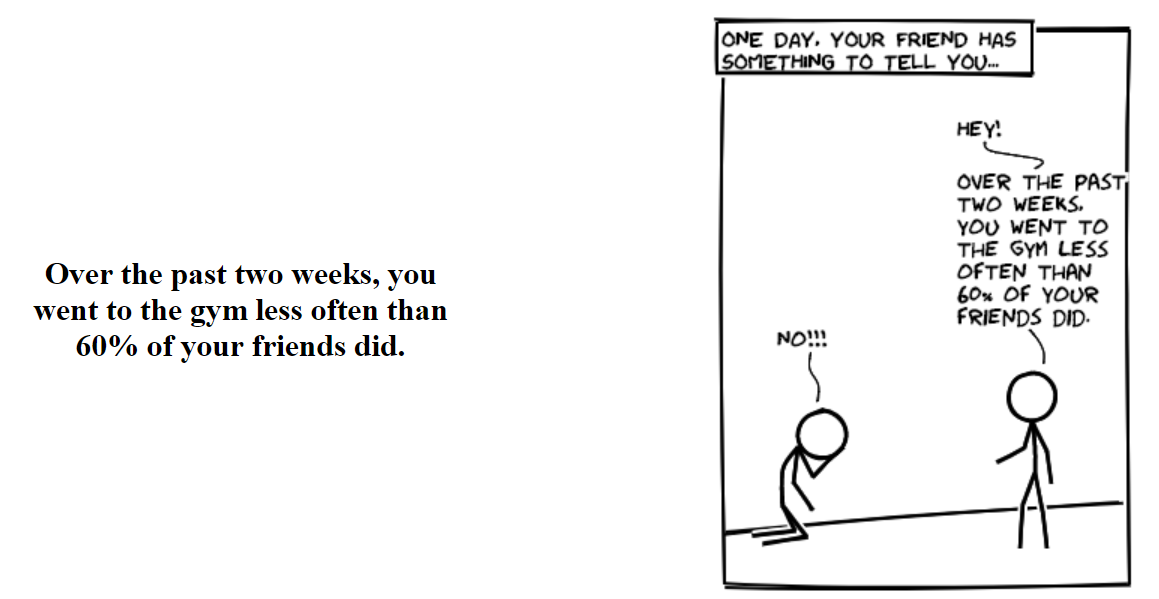 Over the past two weeks, you
went to the gym less often than
60% of your friends did.
ONE DAY, YOUR FRIEND HAS
SOMETHING TO TELL YOU...
HEY!
OVER THE PAST
TWO WEEKS,
YOU WENT TO
THE GYM LESS
OFTEN THAN
60% OF YOUR
FRIENDS DID.
NO!!!